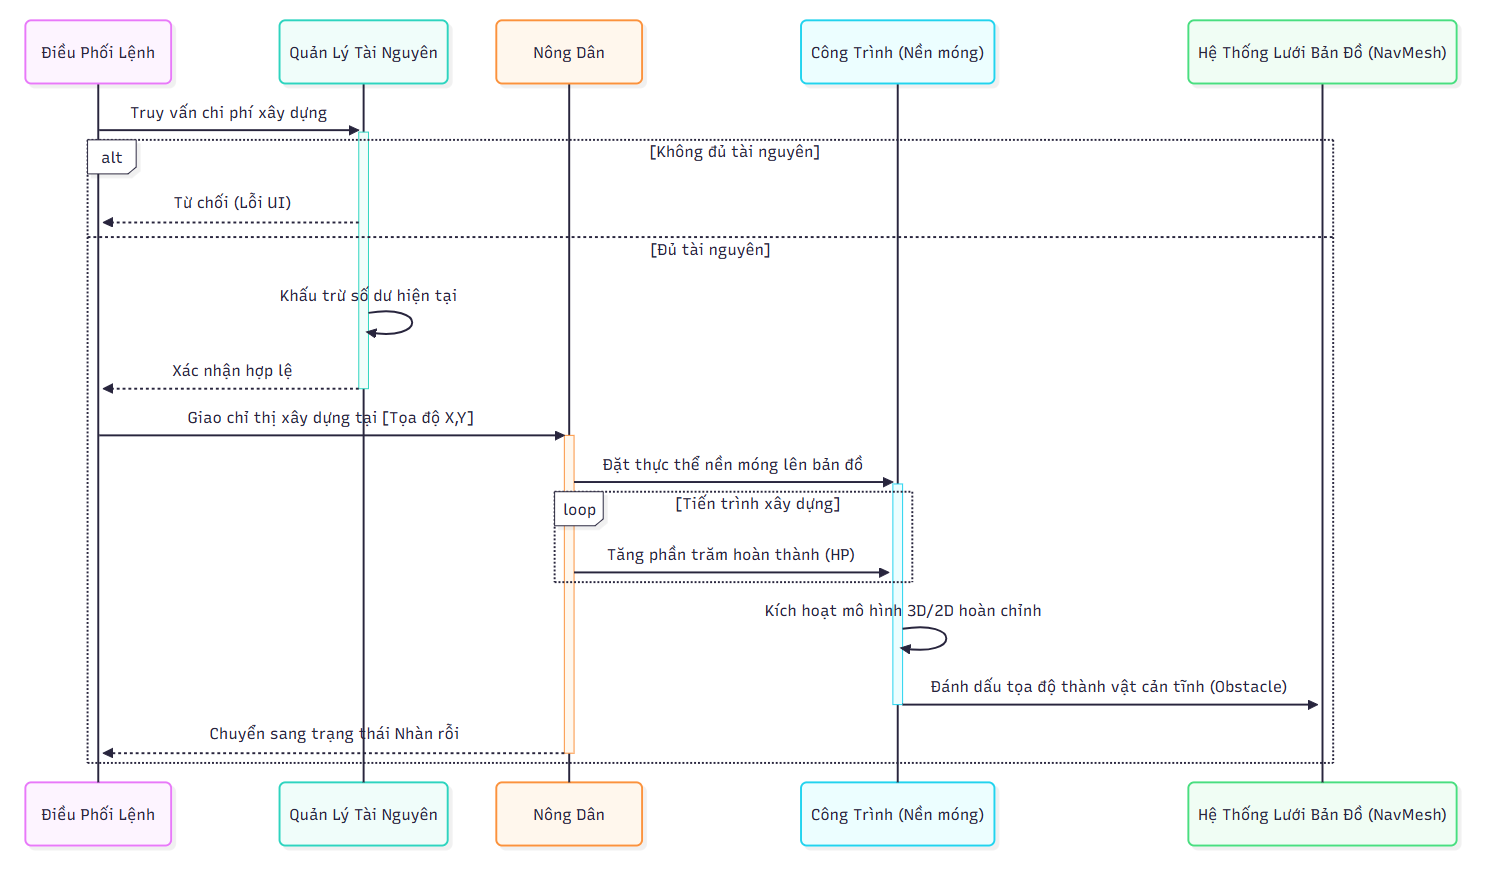 Điều Phối Lệnh
Quản Lý Tài Nguyên
Nông Dân
Công Trình (Nền móng)
Hệ Thống Lưới Bản Đồ (NavMesh)
Truy vấn chi phí xây dựng
alt
[Không đủ tài nguyên]
Từ chối (Lỗi UI)
[Đủ tài nguyên]
Khấu trừ số dư hiện tại
Xác nhận hợp lệ
Giao chỉ thị xây dựng tại [Tọa độ X,Y]
Đặt thực thể nền móng lên bản đồ
loop
[Tiến trình xây dựng]
Tăng phần trăm hoàn thành (HP)
Kích hoạt mô hình 3D/2D hoàn chỉnh
Đánh dấu tọa độ thành vật cản tĩnh (Obstacle)
Chuyển sang trạng thái Nhàn rỗi
Điều Phối Lệnh
Quản Lý Tài Nguyên
Nông Dân
Công Trình (Nền móng)
Hệ Thống Lưới Bản Đồ (NavMesh)